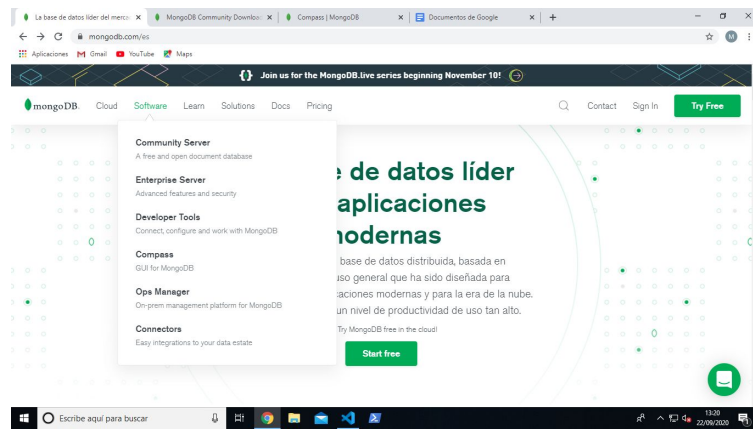 La base de datos líder del merca
MongoDB Community Download
Compass | MongoDB
Documentos de Google
mongodb.com/es
M
Aplicaciones
Gmail
YouTube
Maps
Join us for the MongoDB.live series beginning November 10!
mongoDB.
Cloud
Software
Learn
Solutions
Docs
Pricing
Contact
Sign In
Try Free
Community Server
A free and open document database
Enterprise Server
Advanced features and security
Developer Tools
Connect, configure and work with MongoDB
Compass
GUI for MongoDB
Ops Manager
On-prem management platform for MongoDB
Connectors
Easy integrations to your data estate
de datos líder
aplicaciones
modernas
base de datos distribuida, basada en
uso general que ha sido diseñada para
caciones modernas y para la era de la nube.
un nivel de productividad de uso tan alto.
Try MongoDB free in the cloud!
Start free
Escribe aquí para buscar
13:20
22/09/2020